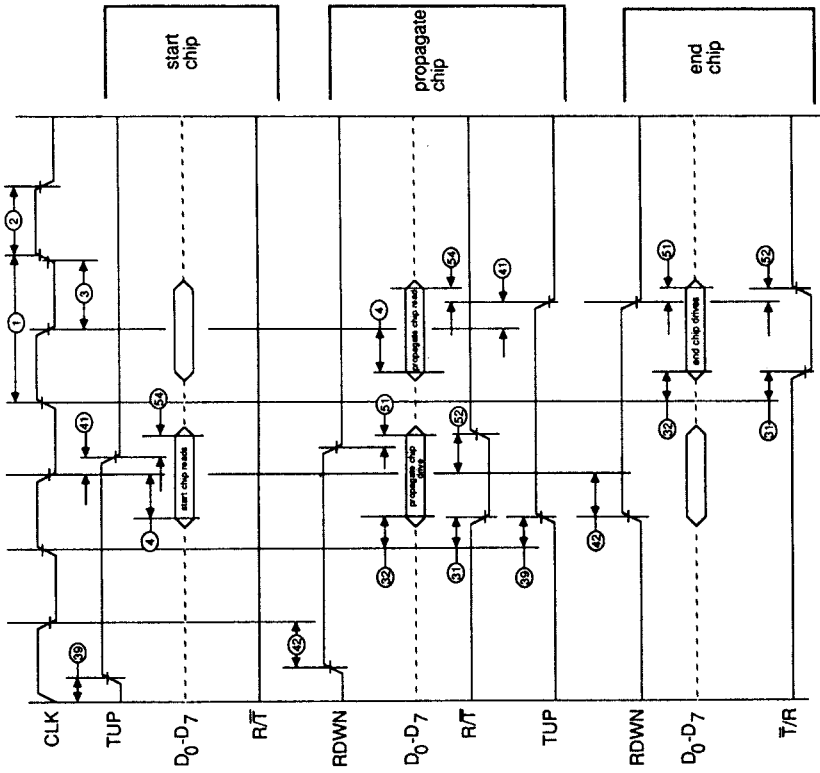 start chip
propagate chip
end chip
2
1
3
CLK
39
TUP
41
54
4
D0-D7
start chip reads
R/T̅
42
RDWN
4
51
54
D0-D7
propagate chip drive
propagate chip reads
32
52
41
R/T̅
31
TUP
39
42
RDWN
51
32
D0-D7
end chip drives
52
31
T̅/R